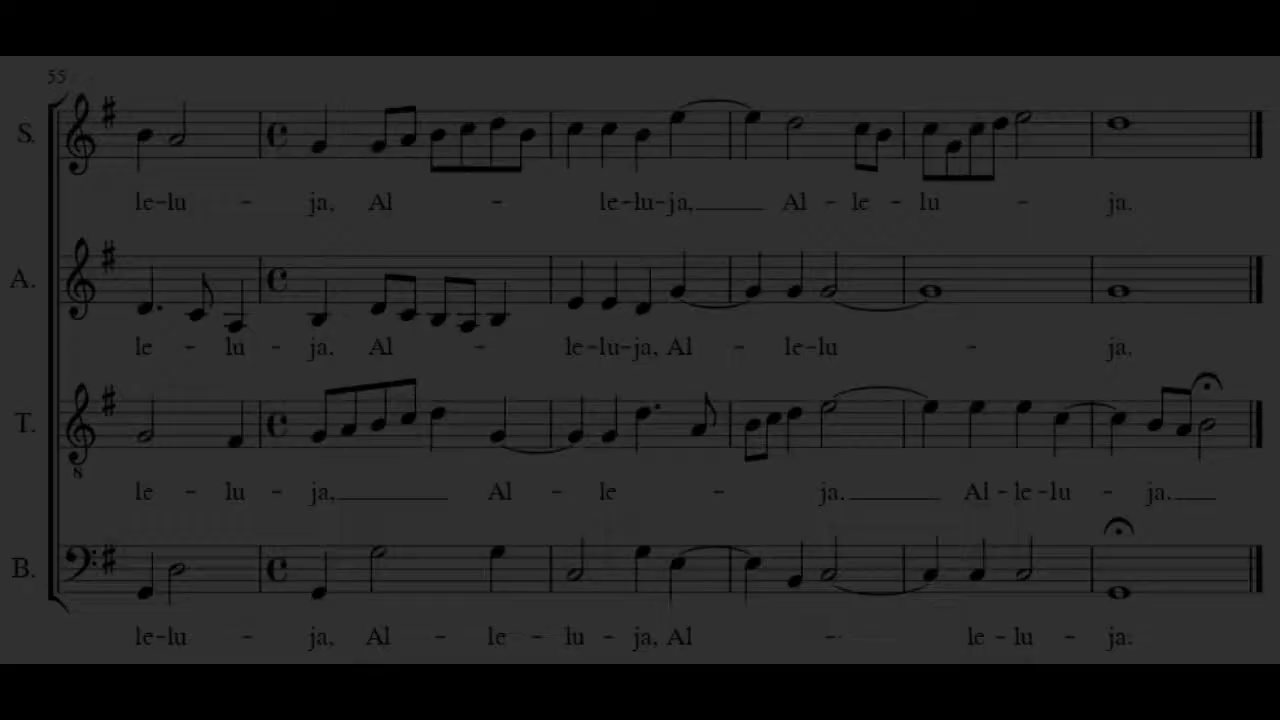 55
S.
le-lu - ja, Al - le-lu-ja, Al - le - lu - ja.
A.
le - lu - ja. Al - le-lu-ja, Al - le-lu - ja.
T.
8
le - lu - ja, Al - le - ja. Al-le-lu - ja.
B.
le-lu - ja, Al - le - lu - ja, Al - le-lu - ja.